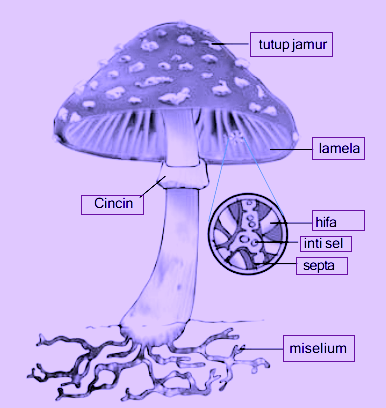 tutup jamur
lamela
Cincin
hifa
inti sel
septa
miselium